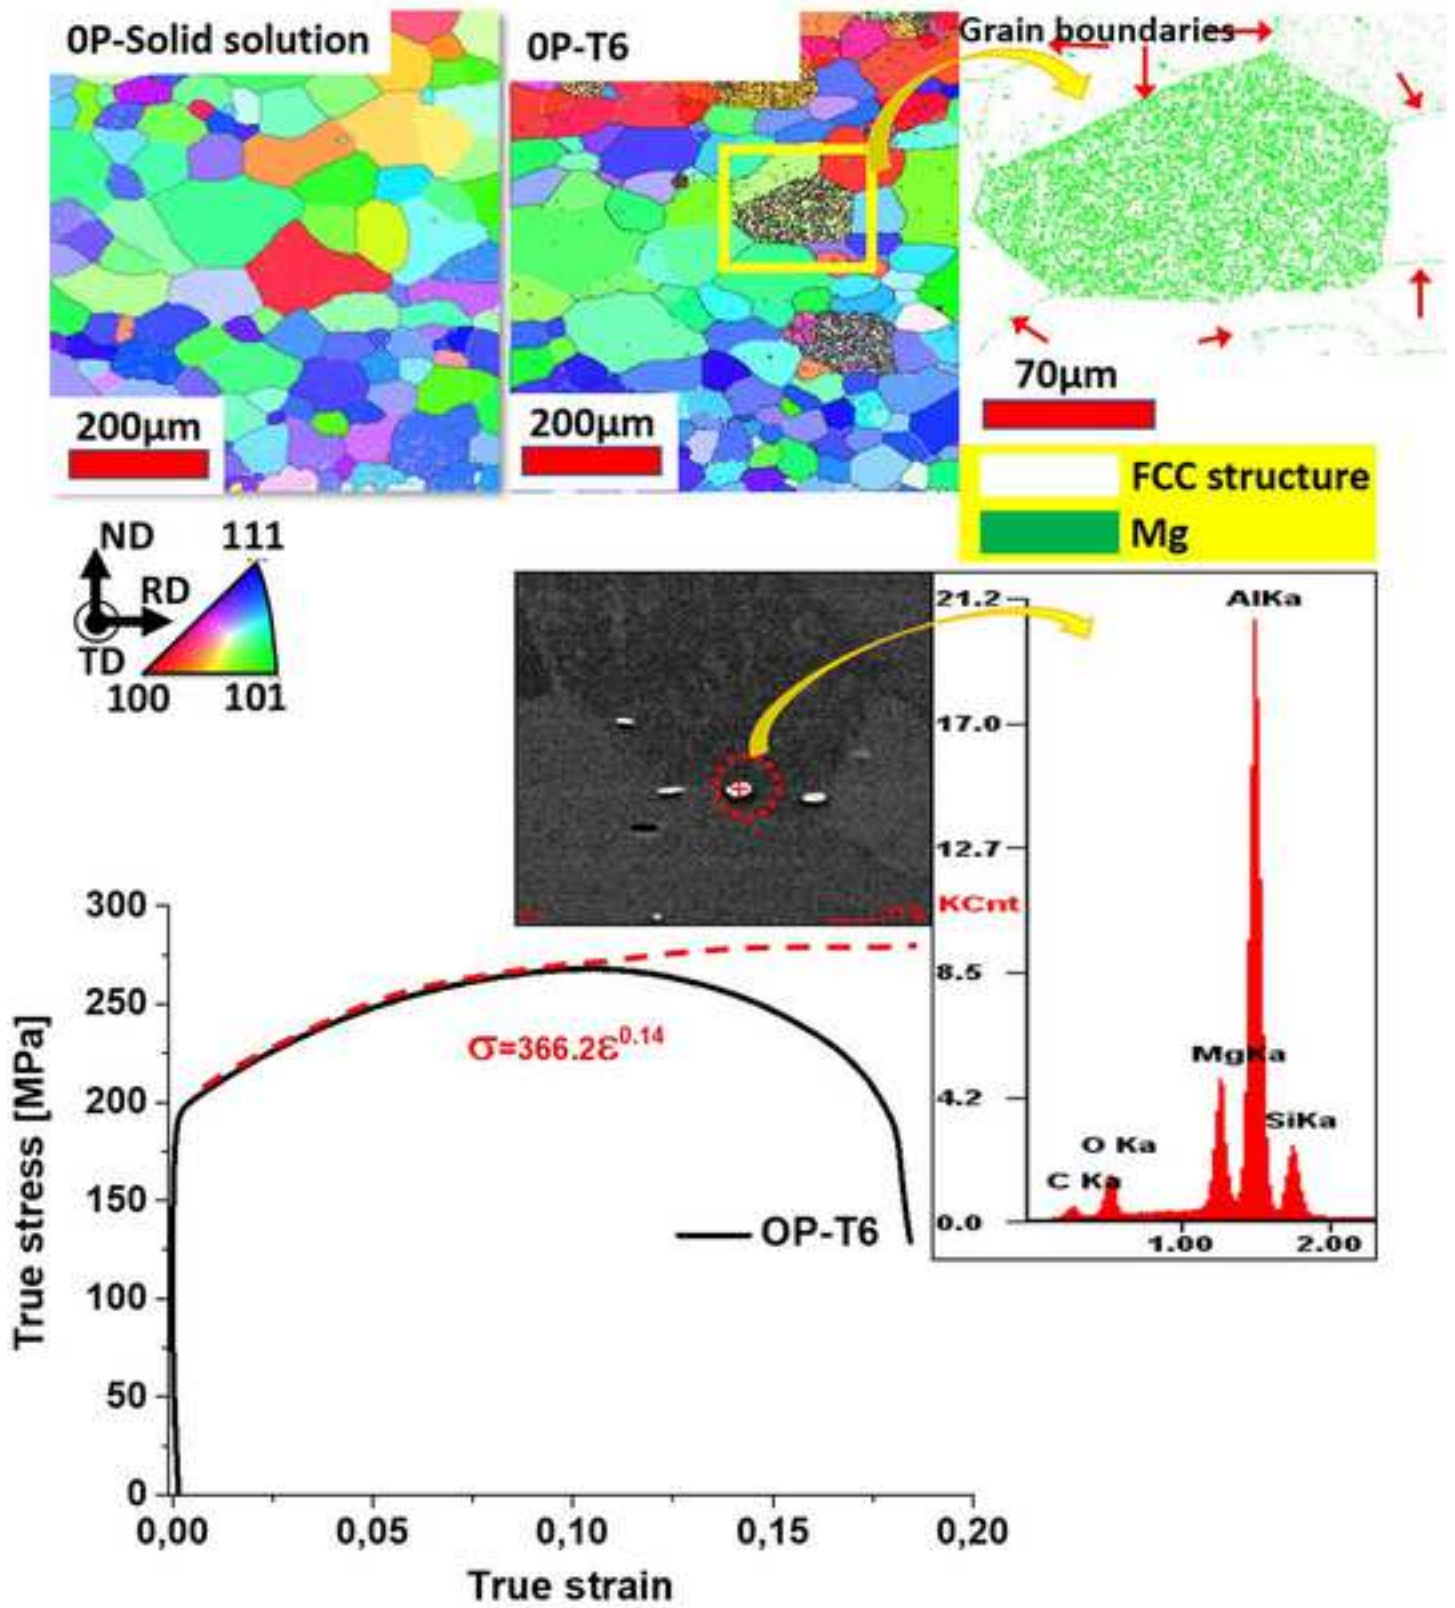 0P-Solid solution
0P-T6
Grain boundaries
200µm
200µm
70µm
FCC structure
Mg
ND
RD
TD
111
100
101
21.2
17.0
12.7
KCnt
8.5
4.2
0.0
AlKa
MgKa
SiKa
O Ka
C Ka
1.00
2.00
300
250
200
150
100
50
0
True stress [MPa]
σ=366.2ε^0.14
OP-T6
0,00
0,05
0,10
0,15
0,20
True strain